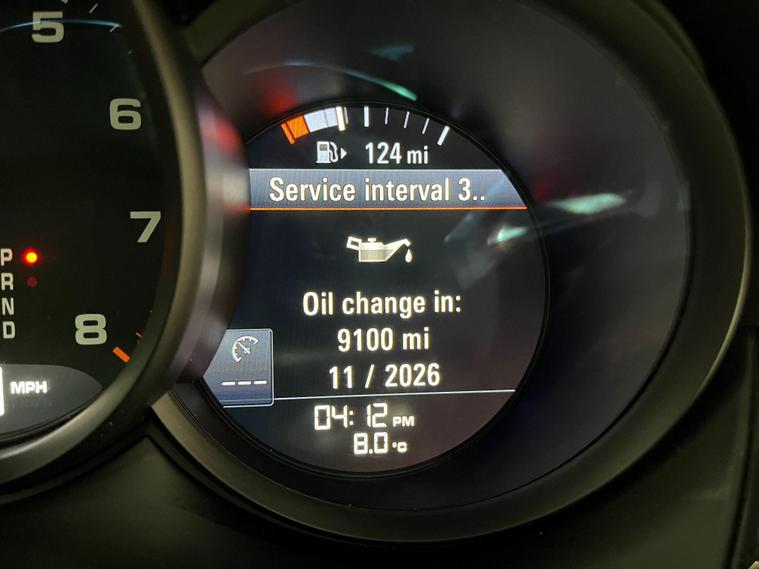 5
6
7
8
P
R
N
D
MPH
124 mi
Service interval 3..
Oil change in:
9100 mi
11 / 2026
---
04:12 PM
8.0 °C